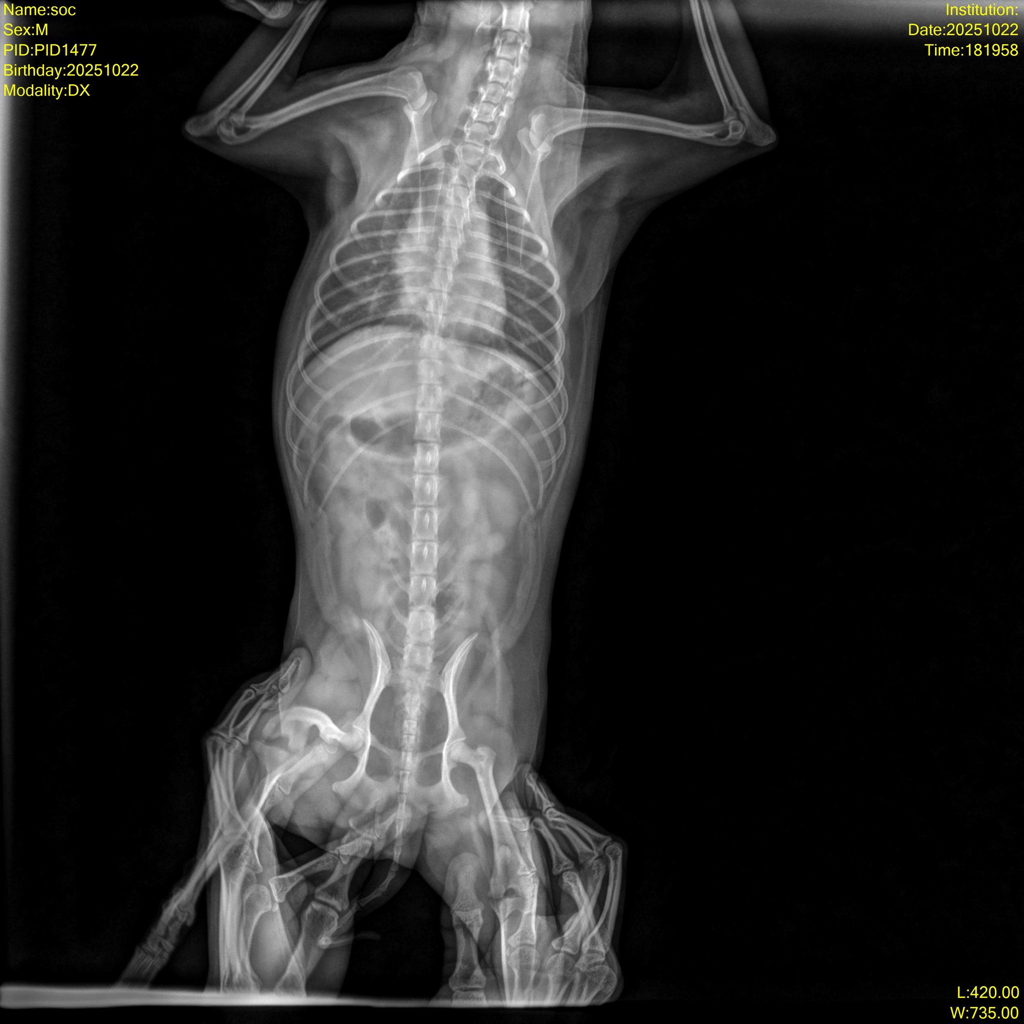 Name:soc
Sex:M
PID:PID1477
Birthday:20251022
Modality:DX
Institution:
Date:20251022
Time:181958
L:420.00
W:735.00